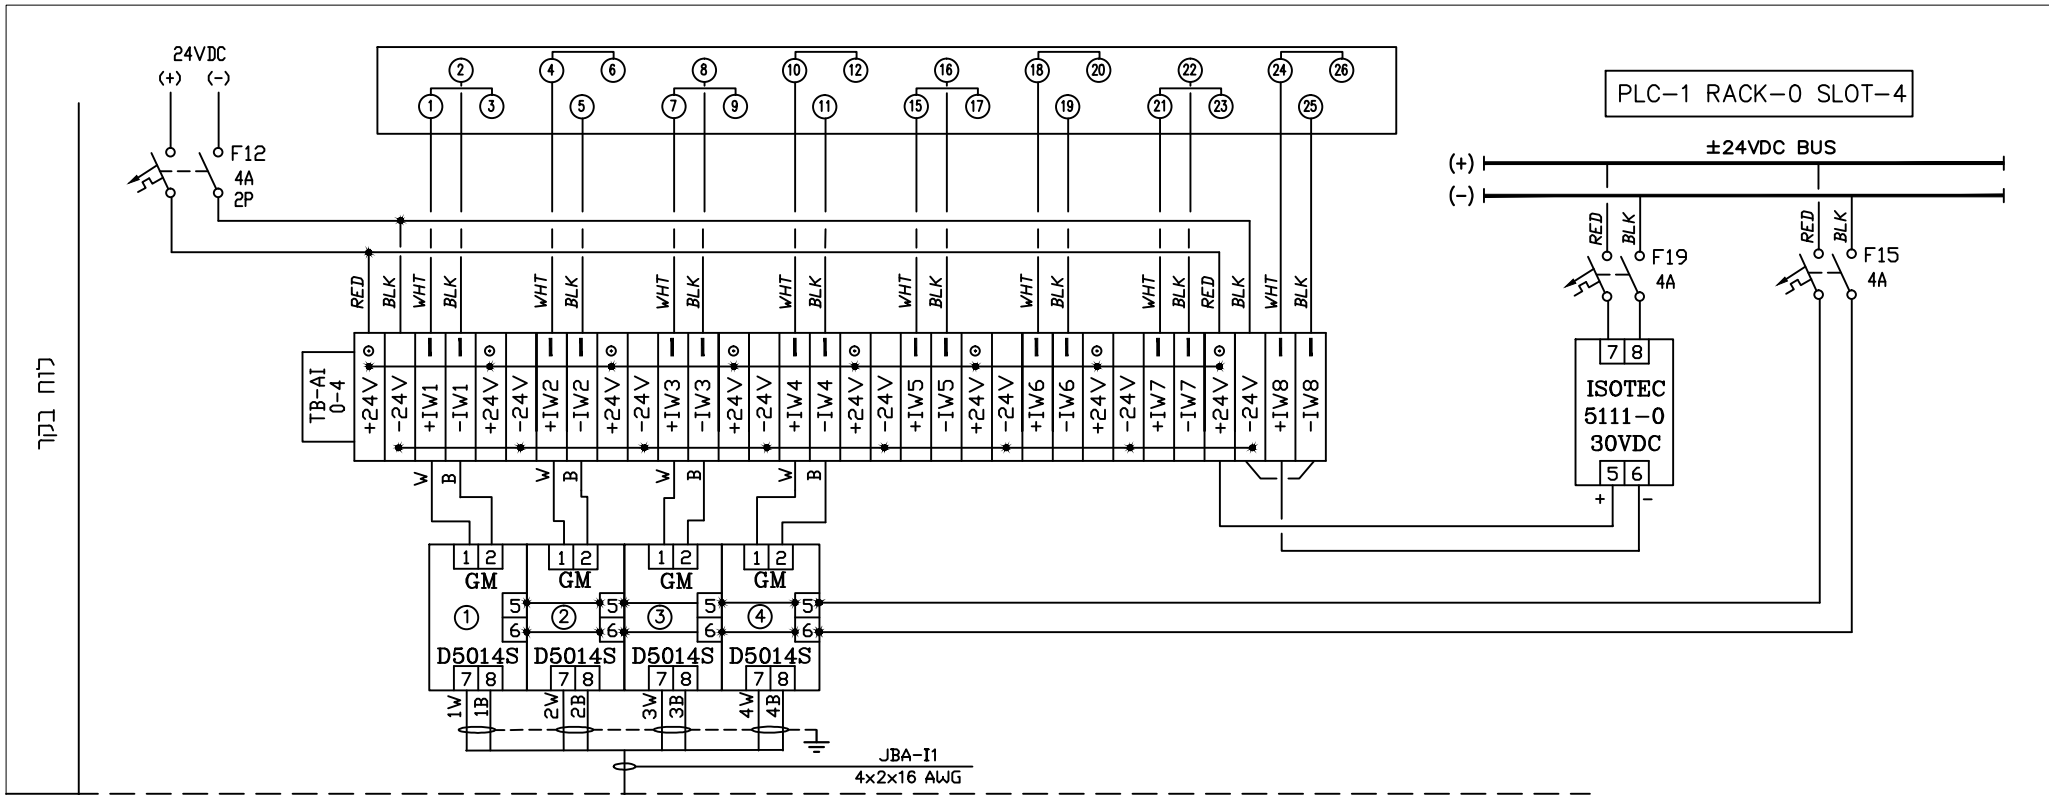 24VDC
(+) (-)
F12
4A
2P
2 4 6 8 10 12 16 18 20 22 24 26
1 3 5 7 9 11 15 17 19 21 23 25
PLC-1 RACK-0 SLOT-4
±24VDC BUS
(+)
(-)
RED BLK
F19
4A
RED BLK
F15
4A
RED BLK WHT BLK WHT BLK WHT BLK WHT BLK WHT BLK WHT BLK WHT BLK RED BLK WHT BLK
TB-AI
0-4
+24V -24V +IW1 -IW1 +24V -24V +IW2 -IW2 +24V -24V +IW3 -IW3 +24V -24V +IW4 -IW4 +24V -24V +IW5 -IW5 +24V -24V +IW6 -IW6 +24V -24V +IW7 -IW7 +24V -24V +IW8 -IW8
לוח בקר
7 8
ISOTEC
5111-0
30VDC
5 6
+ -
W B W B W B W B
1 2 1 2 1 2 1 2
GM GM GM GM
5 5 5 5
1 2 3 4
6 6 6 6
D5014S D5014S D5014S D5014S
7 8 7 8 7 8 7 8
1W 1B 2W 2B 3W 3B 4W 4B
JBA-I1
4x2x16 AWG